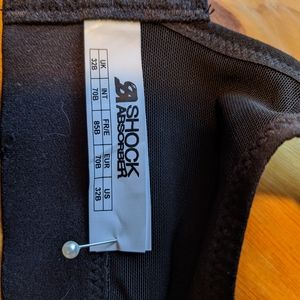 SHOCK
ABSORBER
UK INT FR/E EUR US
32B 70B 85B 70B 32B